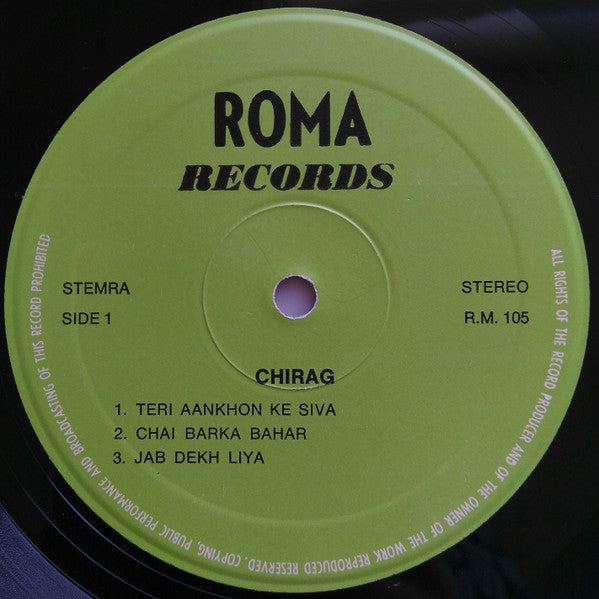 ROMA
RECORDS
STEMRA
SIDE 1
STEREO
R.M. 105
CHIRAG
1. TERI AANKHON KE SIVA
2. CHAI BARKA BAHAR
3. JAB DEKH LIYA
ALL RIGHTS OF THE RECORD PRODUCER AND OF THE OWNER OF THE WORK REPRODUCED RESERVED. COPYING, PUBLIC PERFORMANCE AND BROADCASTING OF THIS RECORD PROHIBITED